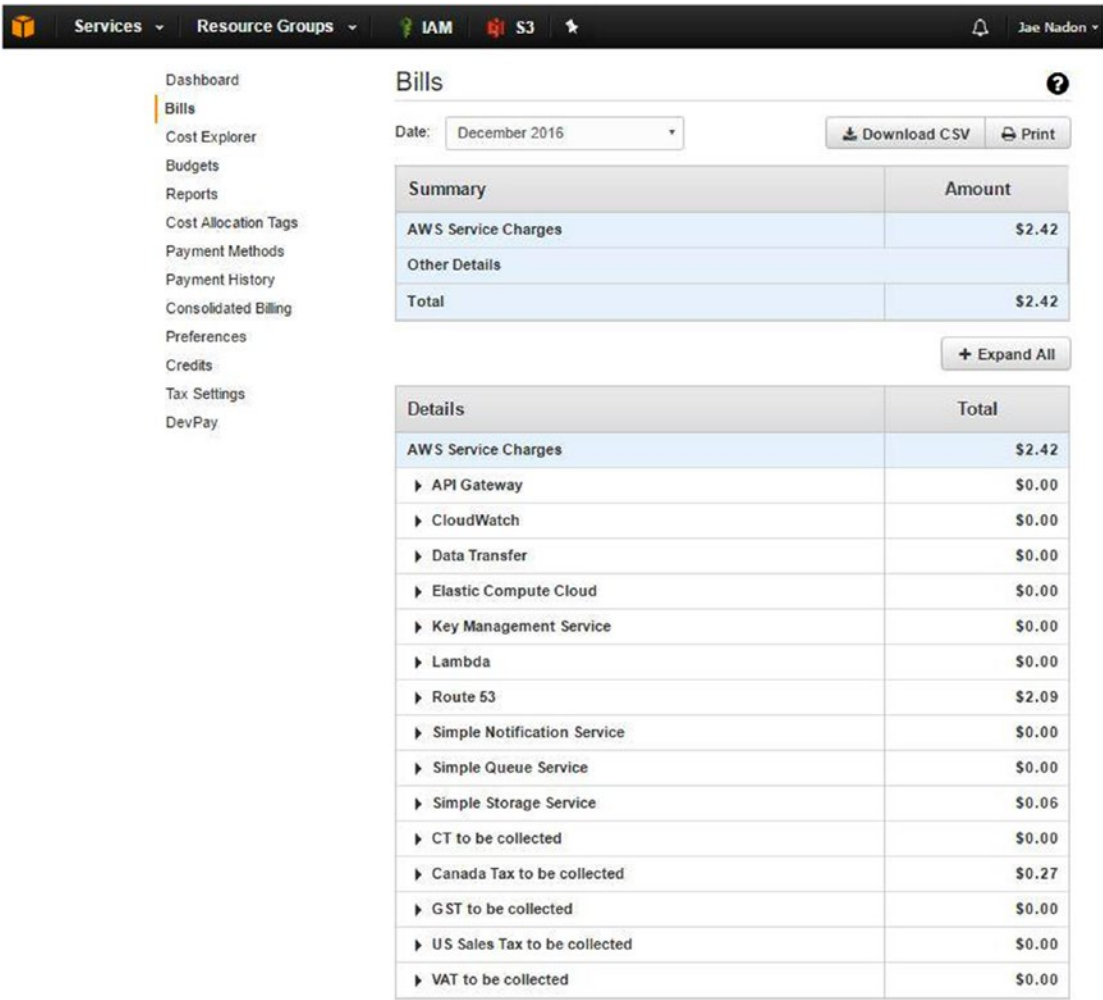 Services Resource Groups IAM S3 Jae Nadon
Dashboard
Bills
Cost Explorer
Budgets
Reports
Cost Allocation Tags
Payment Methods
Payment History
Consolidated Billing
Preferences
Credits
Tax Settings
DevPay
Bills
Date: December 2016 Download CSV Print
Summary Amount
AWS Service Charges $2.42
Other Details
Total $2.42
+ Expand All
Details Total
AWS Service Charges $2.42
API Gateway $0.00
CloudWatch $0.00
Data Transfer $0.00
Elastic Compute Cloud $0.00
Key Management Service $0.00
Lambda $0.00
Route 53 $2.09
Simple Notification Service $0.00
Simple Queue Service $0.00
Simple Storage Service $0.06
CT to be collected $0.00
Canada Tax to be collected $0.27
GST to be collected $0.00
US Sales Tax to be collected $0.00
VAT to be collected $0.00